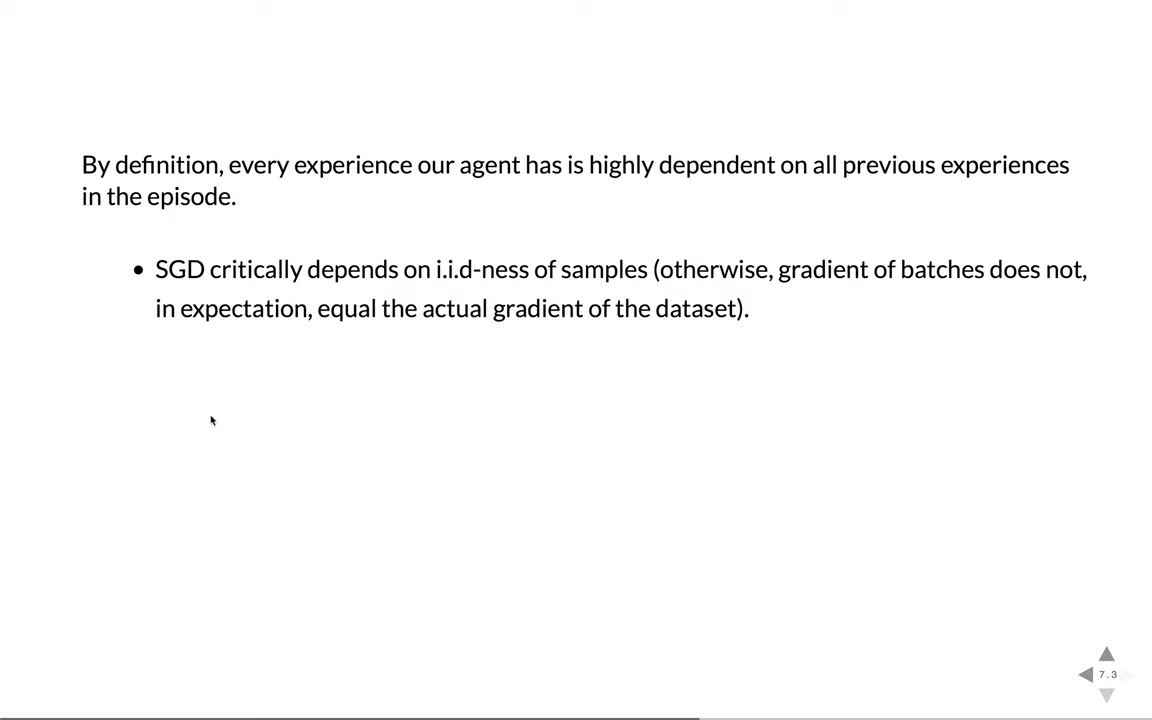 By definition, every experience our agent has is highly dependent on all previous experiences
in the episode.
• SGD critically depends on i.i.d-ness of samples (otherwise, gradient of batches does not,
in expectation, equal the actual gradient of the dataset).
7.3